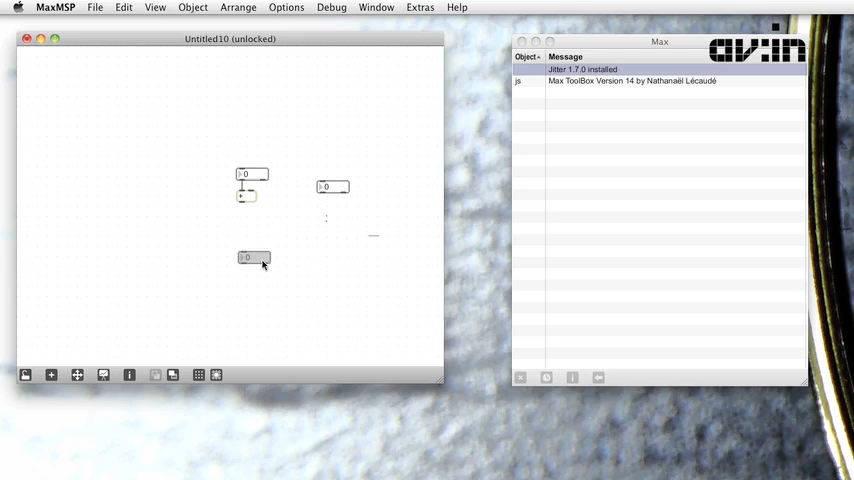 MaxMSP File Edit View Object Arrange Options Debug Window Extras Help
Untitled10 (unlocked)
0
+
0
0
Max
av:in
Object Message
Jitter 1.7.0 installed
js Max ToolBox Version 14 by Nathanaël Lécaudé